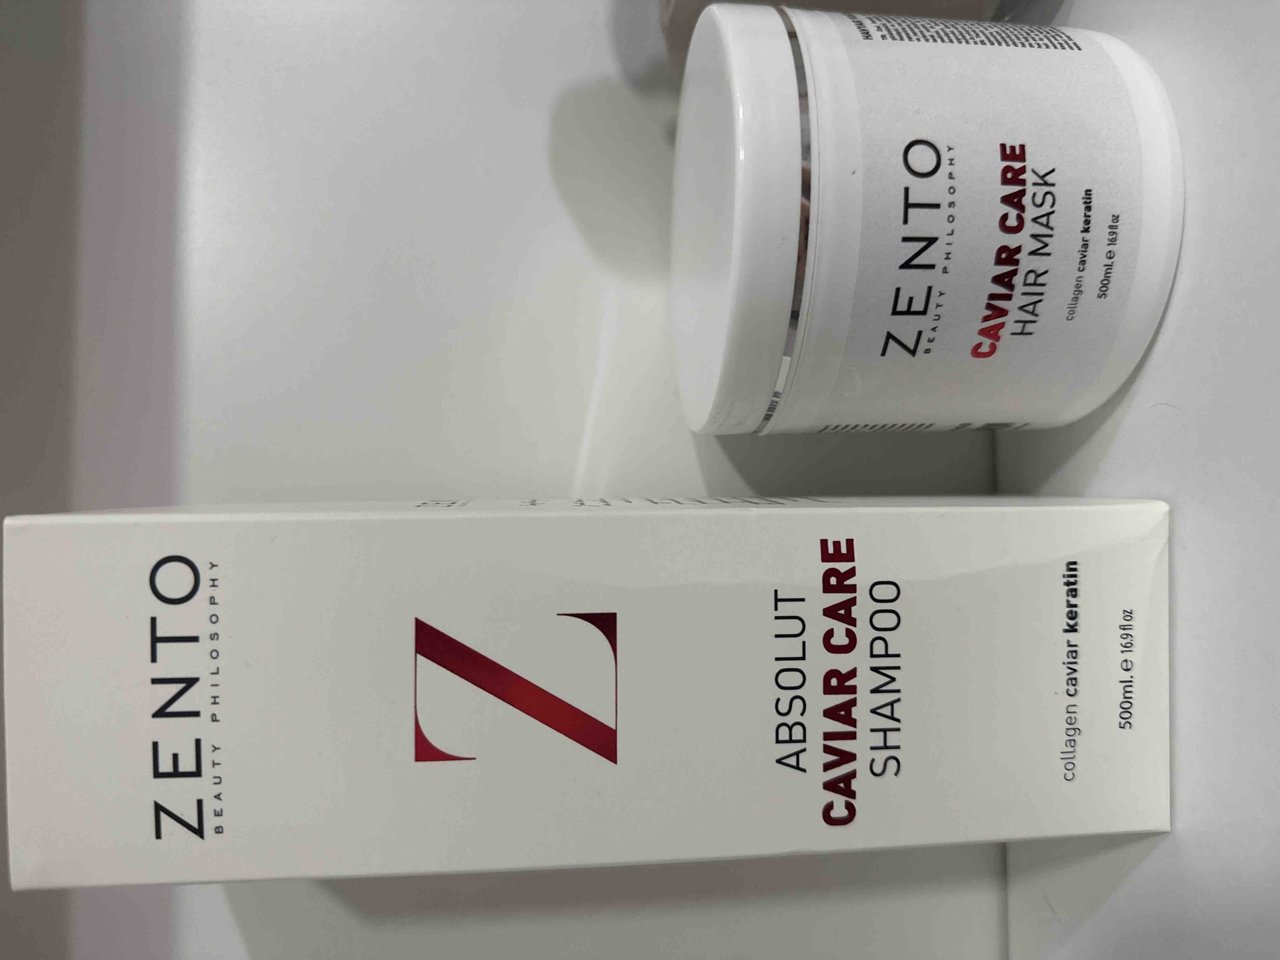 ZENTO
BEAUTY PHILOSOPHY
Z
ABSOLUT
CAVIAR CARE
SHAMPOO
collagen caviar keratin
500ml. e 16.9 fl oz
ZENTO
BEAUTY PHILOSOPHY
CAVIAR CARE
HAIR MASK
collagen caviar keratin
500ml. e 16.9 fl oz